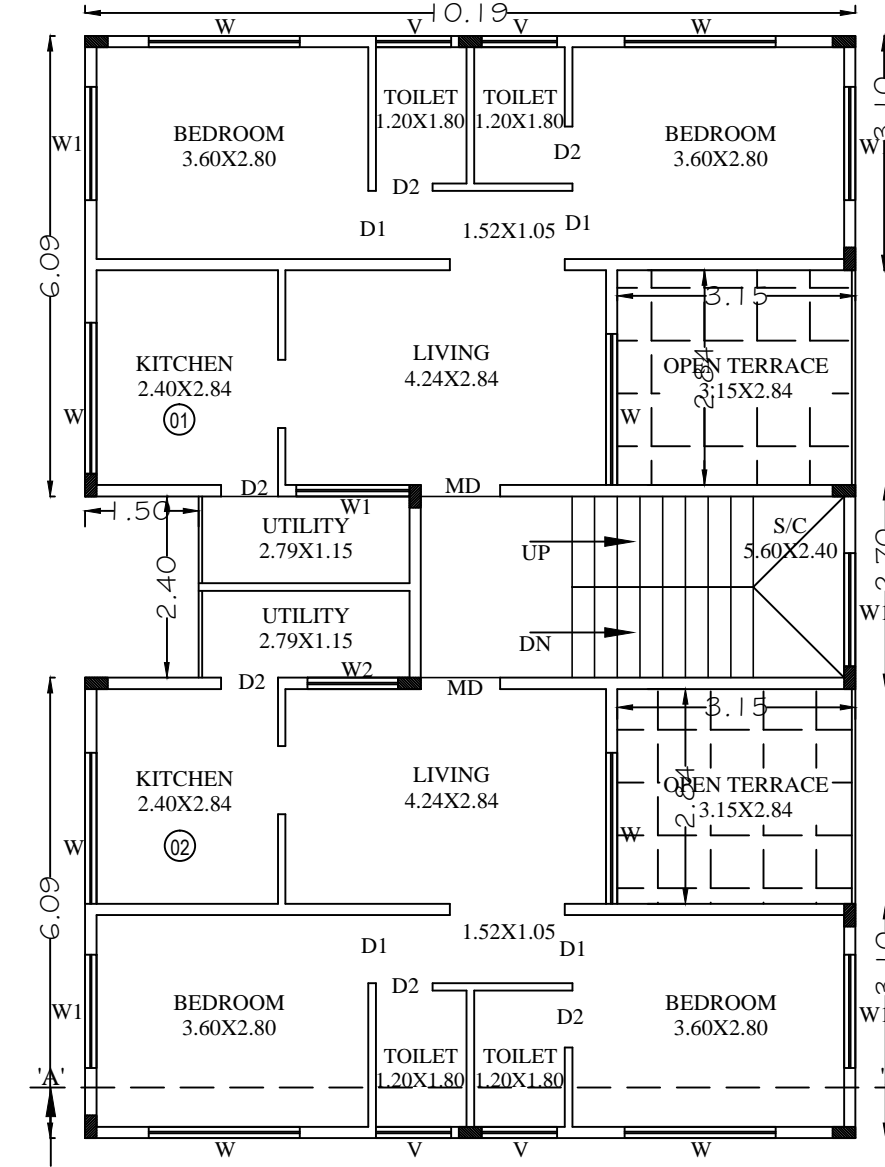 10.19
W
V
V
W
TOILET
1.20X1.80
TOILET
1.20X1.80
BEDROOM
3.60X2.80
BEDROOM
3.60X2.80
3.10
W1
W
D2
D2
D1
1.52X1.05
D1
6.09
3.15
KITCHEN
2.40X2.84
01
LIVING
4.24X2.84
OPEN TERRACE
3.15X2.84
2.84
W
W
D2
W1
MD
1.50
UTILITY
2.79X1.15
UP
S/C
5.60X2.40
2.70
2.40
UTILITY
2.79X1.15
DN
W1
D2
W2
MD
3.15
KITCHEN
2.40X2.84
02
LIVING
4.24X2.84
OPEN TERRACE
3.15X2.84
2.84
W
W
6.09
D1
1.52X1.05
D1
3.10
D2
D2
W1
BEDROOM
3.60X2.80
BEDROOM
3.60X2.80
W1
TOILET
1.20X1.80
TOILET
1.20X1.80
'A'
W
V
V
W